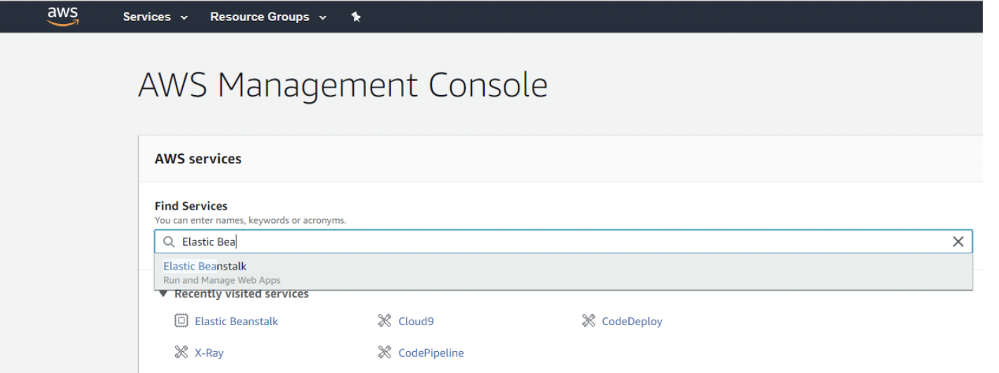 aws Services Resource Groups
AWS Management Console
AWS services
Find Services
You can enter names, keywords or acronyms.
Elastic Bea
Elastic Beanstalk
Run and Manage Web Apps
Recently visited services
Elastic Beanstalk Cloud9 CodeDeploy
X-Ray CodePipeline